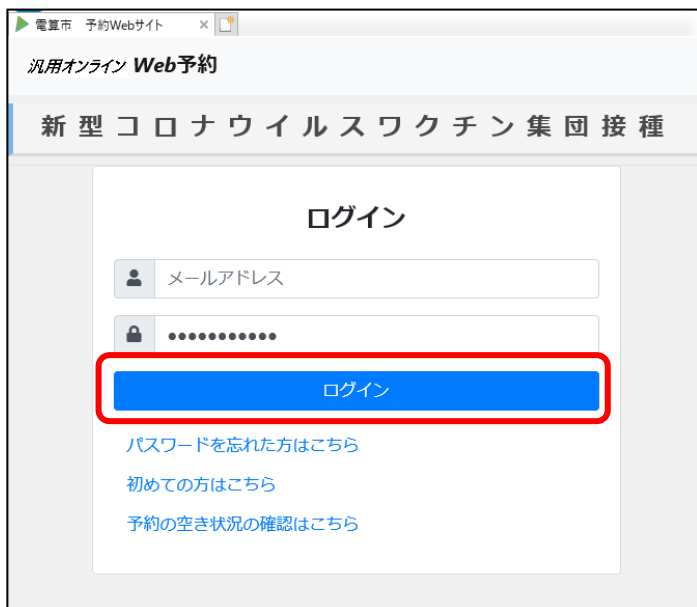 電算市 予約Webサイト
汎用オンライン Web予約
新型コロナウイルスワクチン集団接種
ログイン
メールアドレス
●●●●●●●●●●●
ログイン
パスワードを忘れた方はこちら
初めての方はこちら
予約の空き状況の確認はこちら